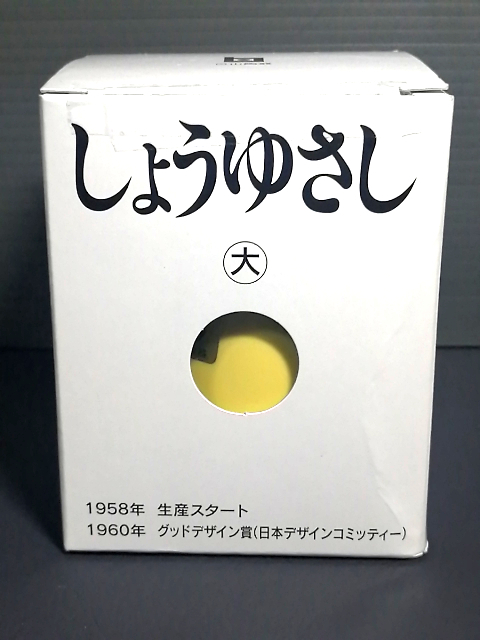 しょうゆさし
大
1958年 生産スタート
1960年 グッドデザイン賞(日本デザインコミッティー)